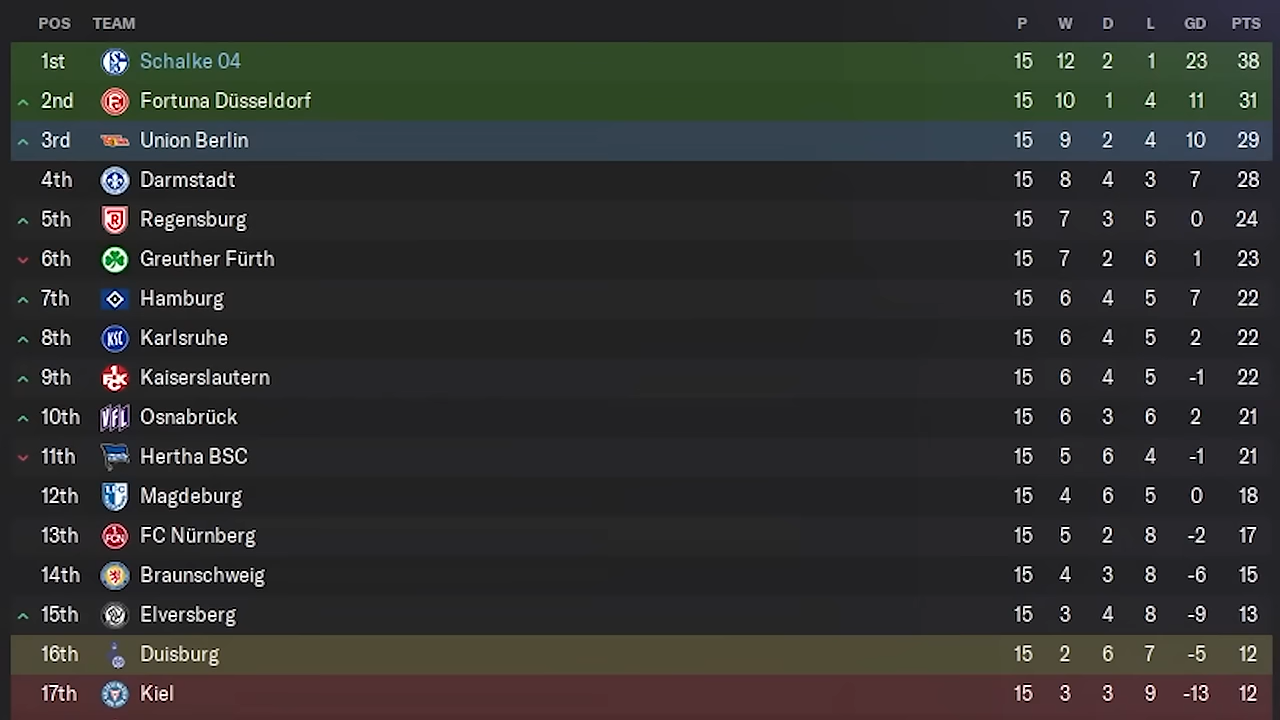 POS TEAM P W D L GD PTS
1st Schalke 04 15 12 2 1 23 38
2nd Fortuna Düsseldorf 15 10 1 4 11 31
3rd Union Berlin 15 9 2 4 10 29
4th Darmstadt 15 8 4 3 7 28
5th Regensburg 15 7 3 5 0 24
6th Greuther Fürth 15 7 2 6 1 23
7th Hamburg 15 6 4 5 7 22
8th KSC Karlsruhe 15 6 4 5 2 22
9th Kaiserslautern 15 6 4 5 -1 22
10th VFL Osnabrück 15 6 3 6 2 21
11th Hertha BSC 15 5 6 4 -1 21
12th Magdeburg 15 4 6 5 0 18
13th FCN FC Nürnberg 15 5 2 8 -2 17
14th Braunschweig 15 4 3 8 -6 15
15th Elversberg 15 3 4 8 -9 13
16th Duisburg 15 2 6 7 -5 12
17th Kiel 15 3 3 9 -13 12